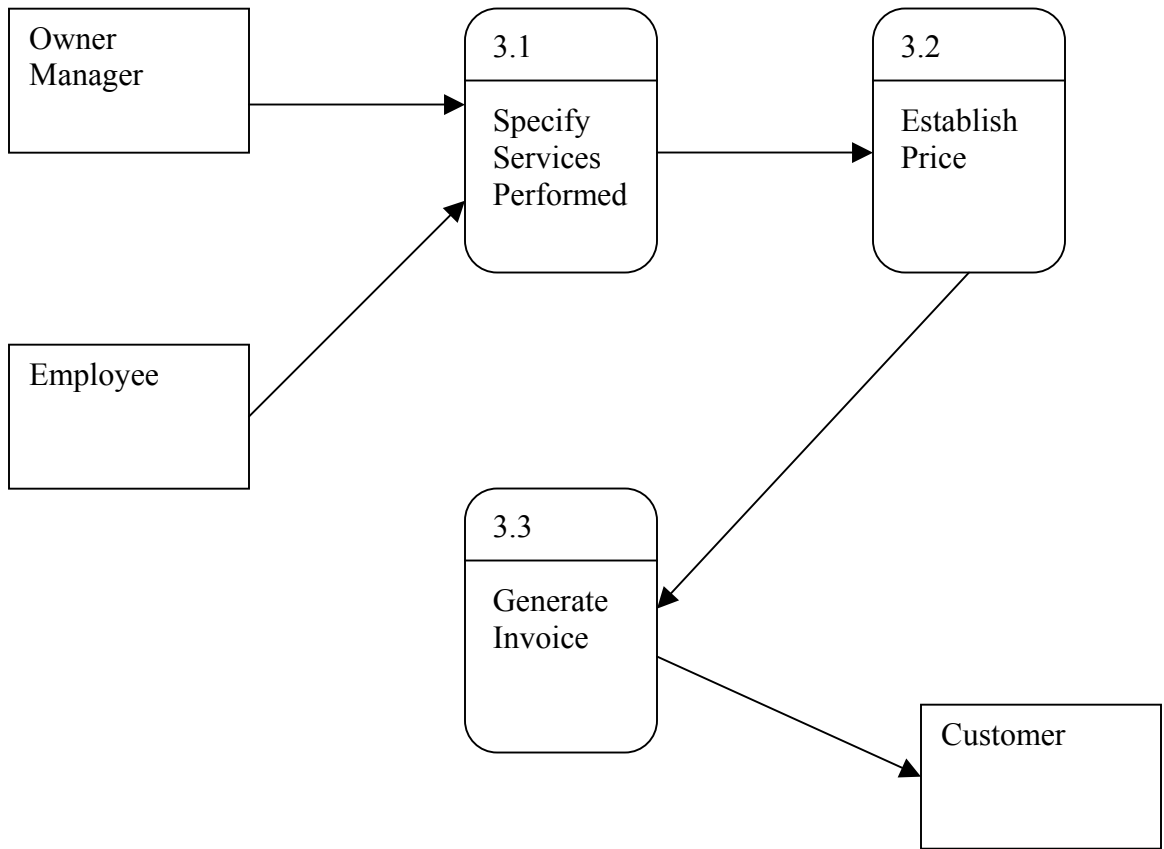 Owner
Manager
3.1
Specify
Services
Performed
3.2
Establish
Price
Employee
3.3
Generate
Invoice
Customer